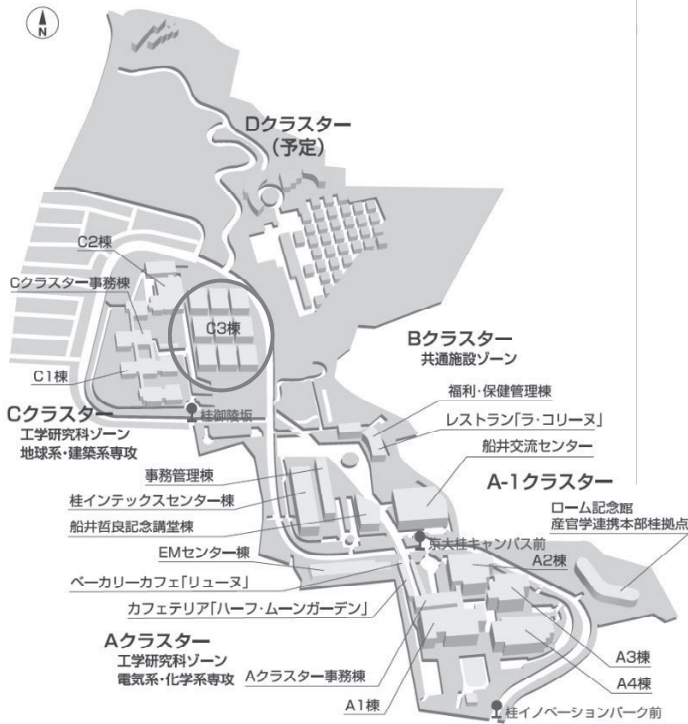 N
Dクラスター
(予定)
C2棟
Cクラスター事務棟
C3棟
C1棟
Bクラスター
共通施設ゾーン
福利・保健管理棟
レストラン「ラ・コリーヌ」
船井交流センター
Cクラスター
工学研究科ゾーン
地球系・建築系専攻
桂御陵坂
事務管理棟
桂インテックスセンター棟
船井哲良記念講堂棟
EMセンター棟
ベーカリーカフェ「リューヌ」
カフェテリア「ハーフ・ムーンガーデン」
A-1クラスター
ローム記念館
産官学連携本部桂拠点
京大桂キャンパス前
A2棟
Aクラスター
工学研究科ゾーン
電気系・化学系専攻
Aクラスター事務棟
A1棟
A3棟
A4棟
桂イノベーションパーク前